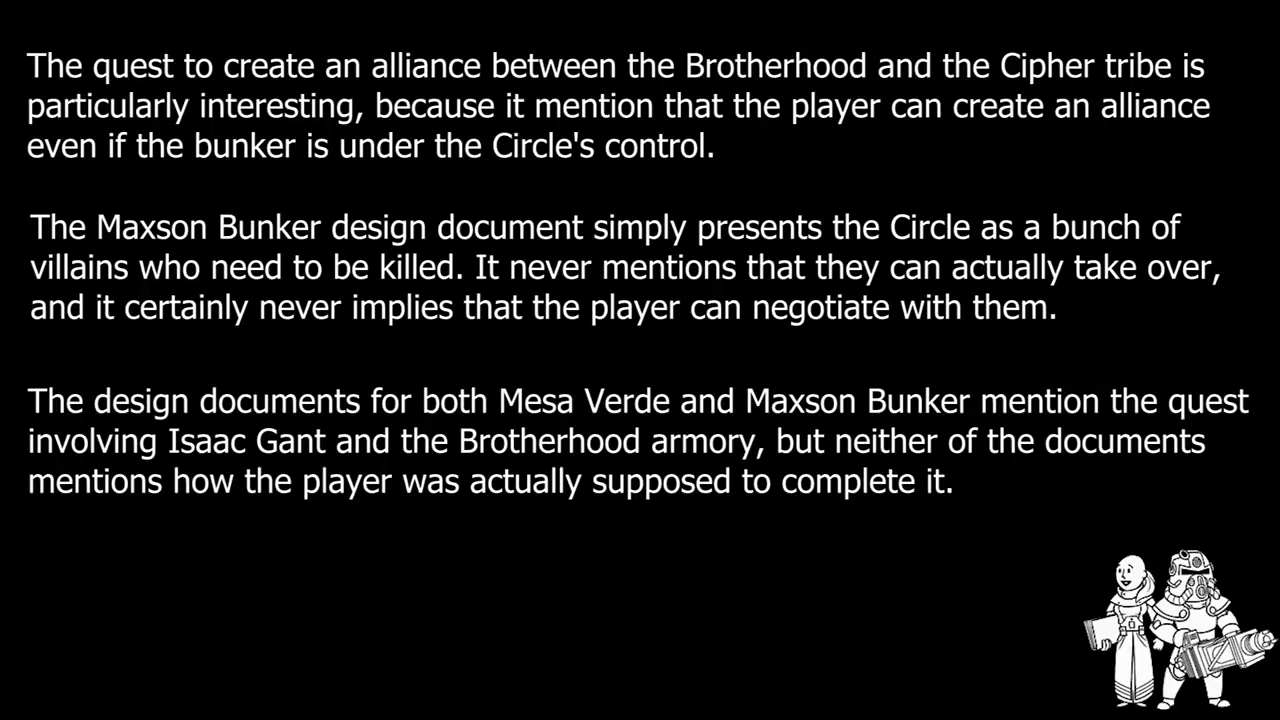 The quest to create an alliance between the Brotherhood and the Cipher tribe is
particularly interesting, because it mention that the player can create an alliance
even if the bunker is under the Circle's control.
The Maxson Bunker design document simply presents the Circle as a bunch of
villains who need to be killed. It never mentions that they can actually take over,
and it certainly never implies that the player can negotiate with them.
The design documents for both Mesa Verde and Maxson Bunker mention the quest
involving Isaac Gant and the Brotherhood armory, but neither of the documents
mentions how the player was actually supposed to complete it.